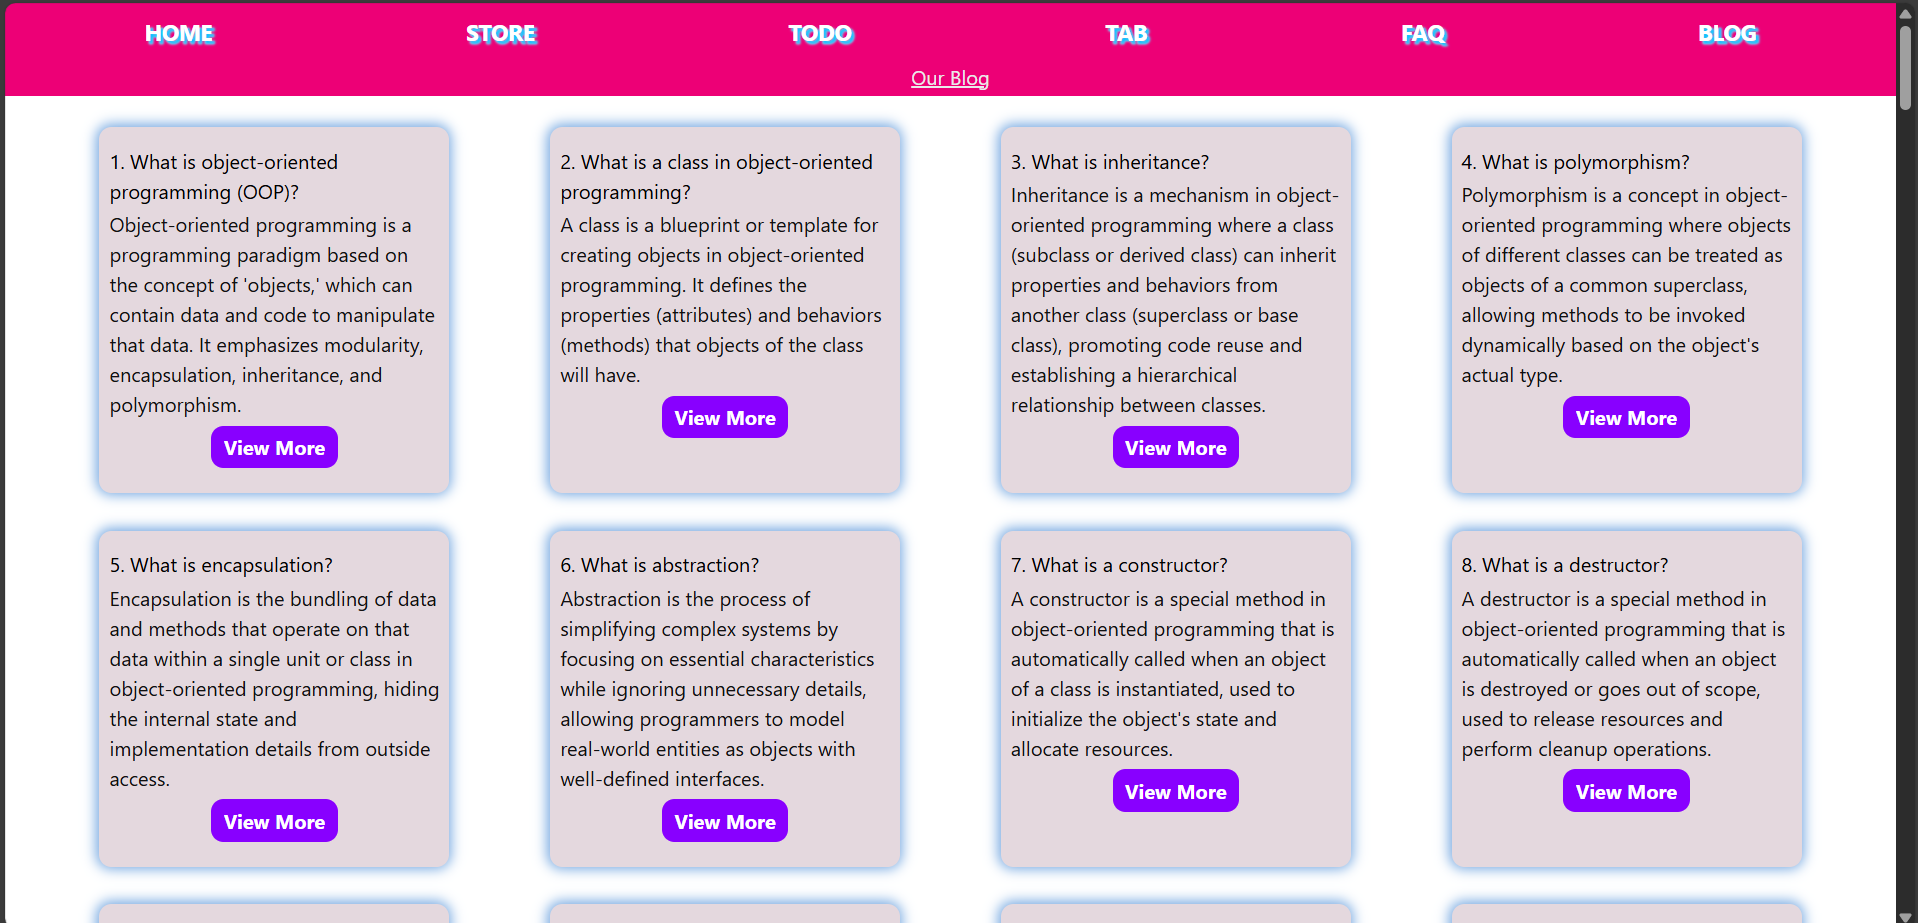 HOME STORE TODO TAB FAQ BLOG
Our Blog
1. What is object-oriented
programming (OOP)?
Object-oriented programming is a
programming paradigm based on
the concept of 'objects,' which can
contain data and code to manipulate
that data. It emphasizes modularity,
encapsulation, inheritance, and
polymorphism.
View More
2. What is a class in object-oriented
programming?
A class is a blueprint or template for
creating objects in object-oriented
programming. It defines the
properties (attributes) and behaviors
(methods) that objects of the class
will have.
View More
3. What is inheritance?
Inheritance is a mechanism in object-
oriented programming where a class
(subclass or derived class) can inherit
properties and behaviors from
another class (superclass or base
class), promoting code reuse and
establishing a hierarchical
relationship between classes.
View More
4. What is polymorphism?
Polymorphism is a concept in object-
oriented programming where objects
of different classes can be treated as
objects of a common superclass,
allowing methods to be invoked
dynamically based on the object's
actual type.
View More
5. What is encapsulation?
Encapsulation is the bundling of data
and methods that operate on that
data within a single unit or class in
object-oriented programming, hiding
the internal state and
implementation details from outside
access.
View More
6. What is abstraction?
Abstraction is the process of
simplifying complex systems by
focusing on essential characteristics
while ignoring unnecessary details,
allowing programmers to model
real-world entities as objects with
well-defined interfaces.
View More
7. What is a constructor?
A constructor is a special method in
object-oriented programming that is
automatically called when an object
of a class is instantiated, used to
initialize the object's state and
allocate resources.
View More
8. What is a destructor?
A destructor is a special method in
object-oriented programming that is
automatically called when an object
is destroyed or goes out of scope,
used to release resources and
perform cleanup operations.
View More